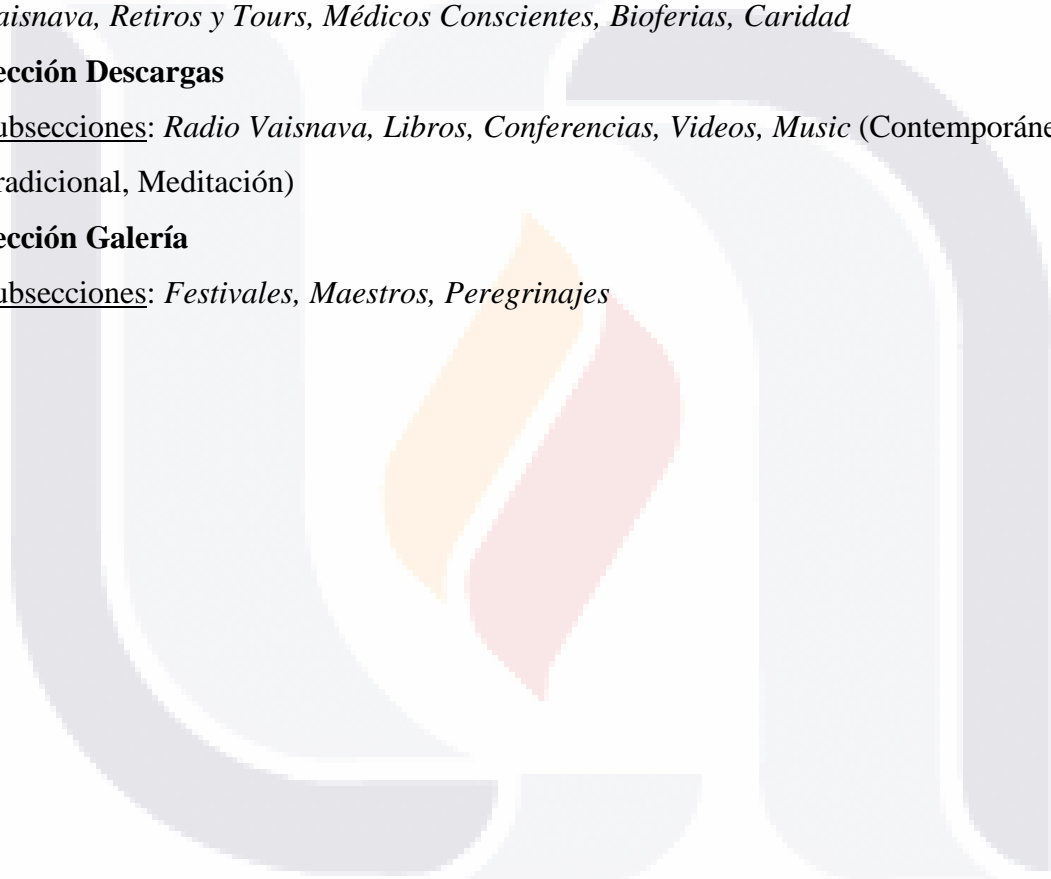 aisnava, Retiros y Tours, Médicos Conscientes, Bioferias, Caridad
ección Descargas
ubsecciones: Radio Vaisnava, Libros, Conferencias, Videos, Music (Contemporáne
radicional, Meditación)
ección Galería
ubsecciones: Festivales, Maestros, Peregrinajes